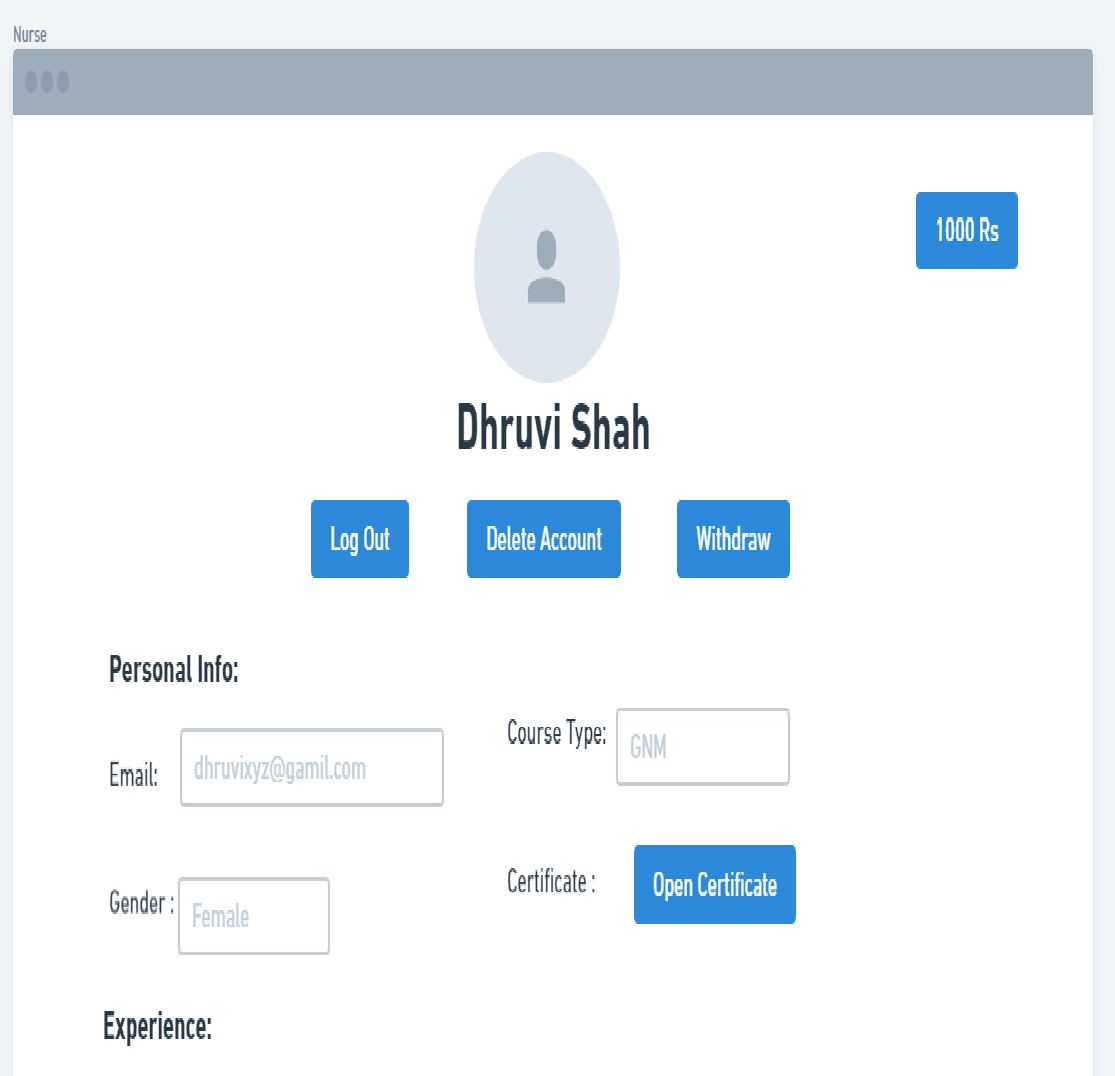 Nurse
1000 Rs
Dhruvi Shah
Log Out
Delete Account
Withdraw
Personal Info:
Email:
dhruvixyz@gamil.com
Course Type:
GNM
Gender :
Female
Certificate :
Open Certificate
Experience: